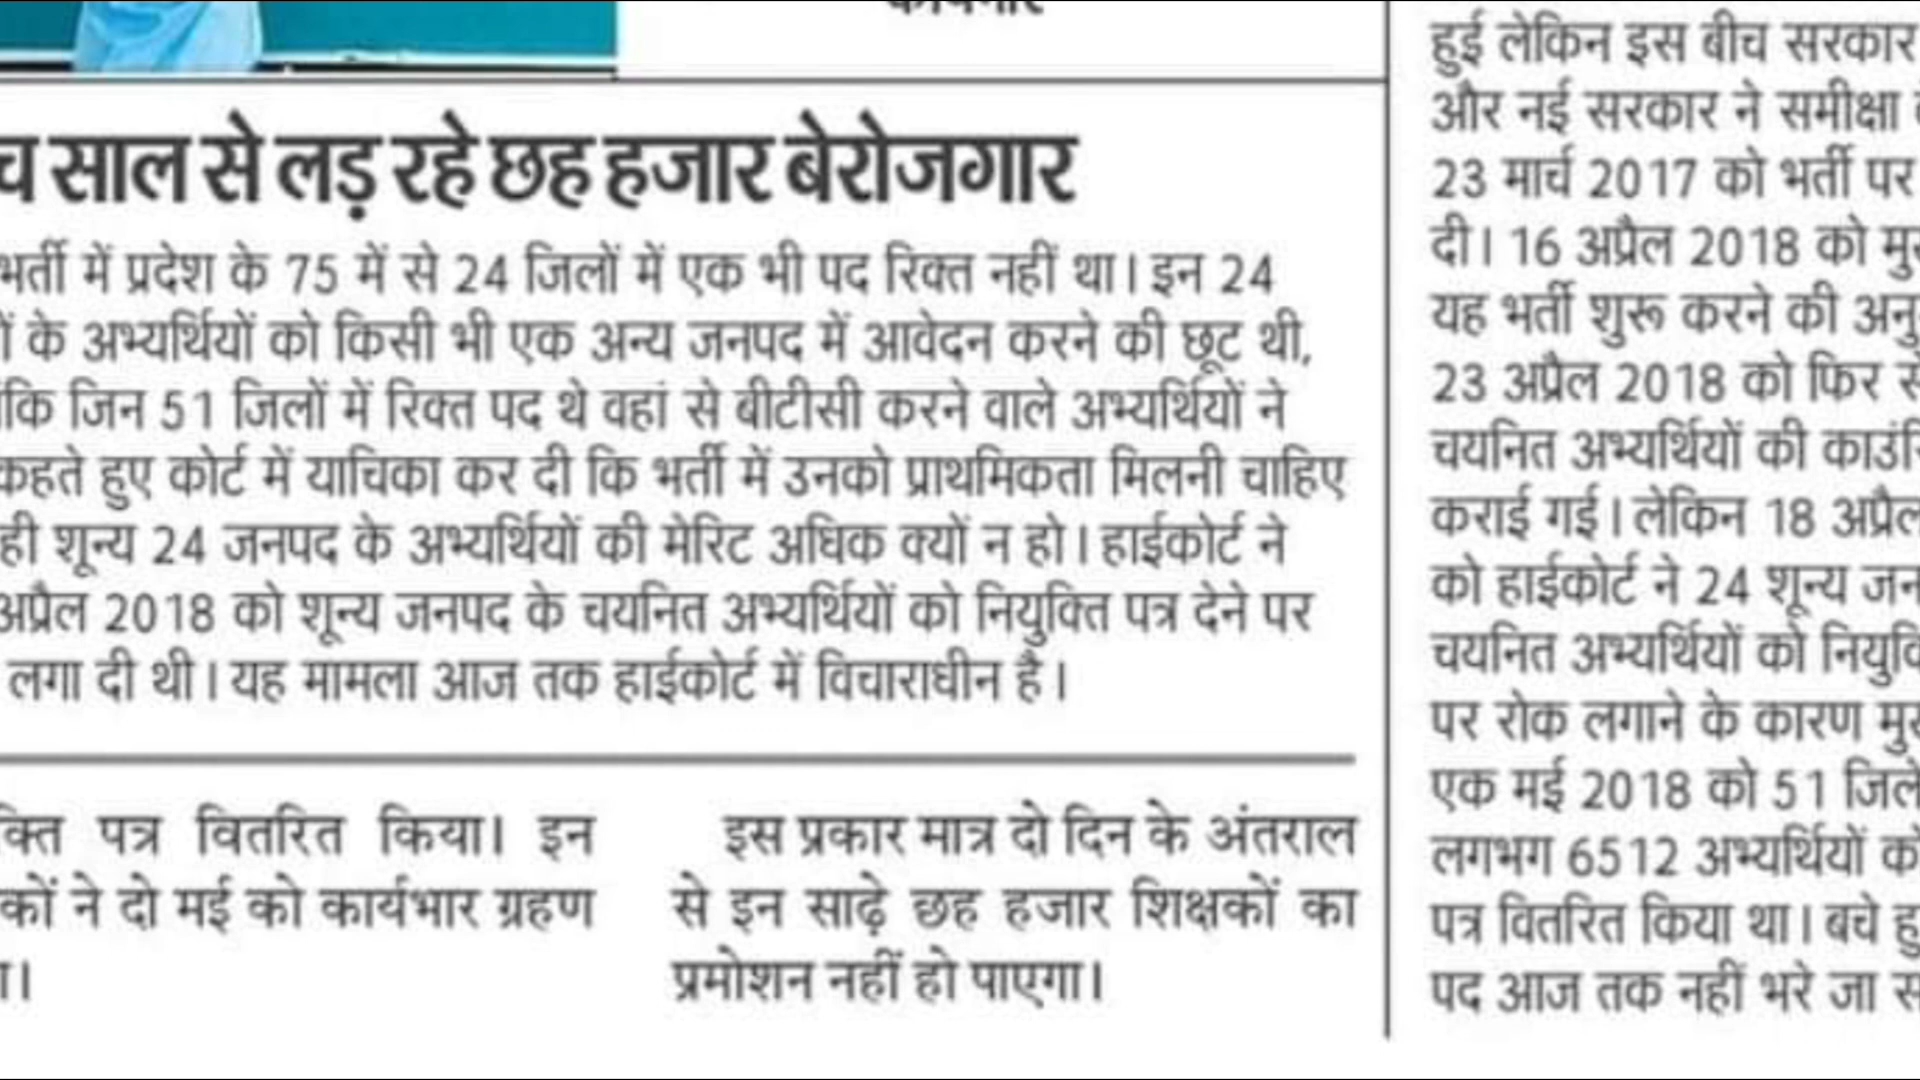 साल से लड़ रहे छह हजार बेरोजगार
भर्ती में प्रदेश के 75 में से 24 जिलों में एक भी पद रिक्त नहीं था। इन 24
के अभ्यर्थियों को किसी भी एक अन्य जनपद में आवेदन करने की छूट थी,
कि जिन 51 जिलों में रिक्त पद थे वहां से बीटीसी करने वाले अभ्यर्थियों ने
कहते हुए कोर्ट में याचिका कर दी कि भर्ती में उनको प्राथमिकता मिलनी चाहिए
ही शून्य 24 जनपद के अभ्यर्थियों की मेरिट अधिक क्यों न हो। हाईकोर्ट ने
अप्रैल 2018 को शून्य जनपद के चयनित अभ्यर्थियों को नियुक्ति पत्र देने पर
लगा दी थी। यह मामला आज तक हाईकोर्ट में विचाराधीन है।
क्ति पत्र वितरित किया। इन
कों ने दो मई को कार्यभार ग्रहण
इस प्रकार मात्र दो दिन के अंतराल
से इन साढ़े छह हजार शिक्षकों का
प्रमोशन नहीं हो पाएगा।
हुई लेकिन इस बीच सरकार
और नई सरकार ने समीक्षा
23 मार्च 2017 को भर्ती पर
दी। 16 अप्रैल 2018 को
यह भर्ती शुरू करने की
23 अप्रैल 2018 को फिर
चयनित अभ्यर्थियों की
कराई गई। लेकिन 18 अप्रैल
को हाईकोर्ट ने 24 शून्य
चयनित अभ्यर्थियों को
पर रोक लगाने के कारण
एक मई 2018 को 51 जिले
लगभग 6512 अभ्यर्थियों
पत्र वितरित किया था। बचे
पद आज तक नहीं भरे जा